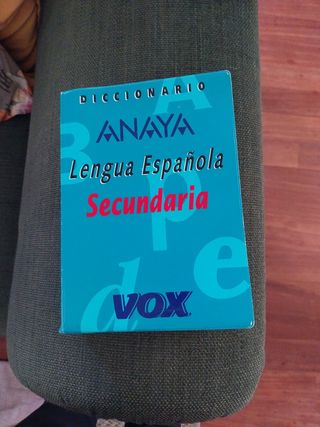 DICCIONARIO
ANAYA
Lengua Española
Secundaria
VOX